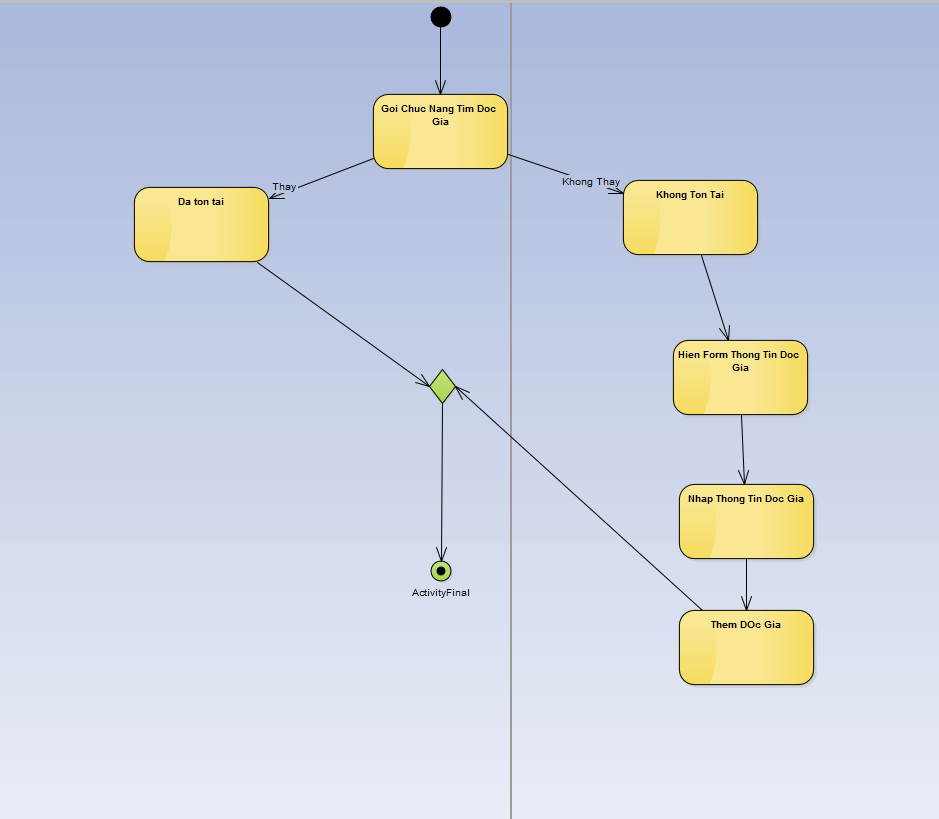 Goi Chuc Nang Tim Doc
Gia
Thay
Khong Thay
Da ton tai
Khong Ton Tai
Hien Form Thong Tin Doc
Gia
Nhap Thong Tin Doc Gia
ActivityFinal
Them DOc Gia